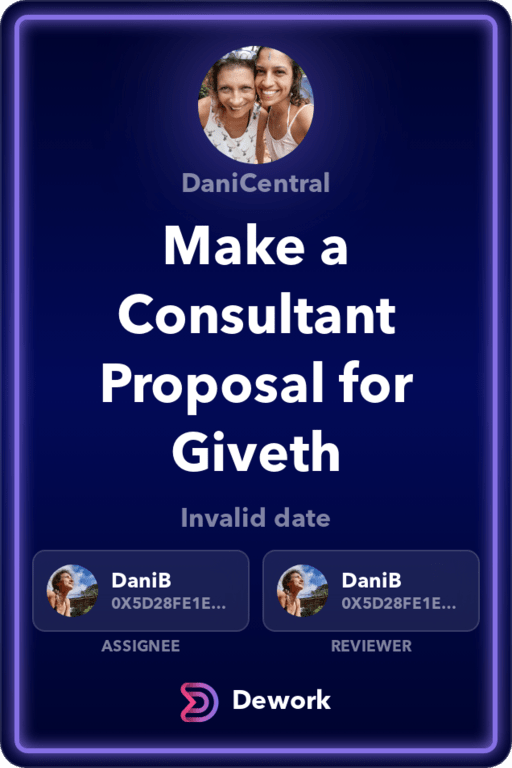 DaniCentral
Make a
Consultant
Proposal for
Giveth
Invalid date
DaniB
0X5D28FE1E...
ASSIGNEE
DaniB
0X5D28FE1E...
REVIEWER
Dework